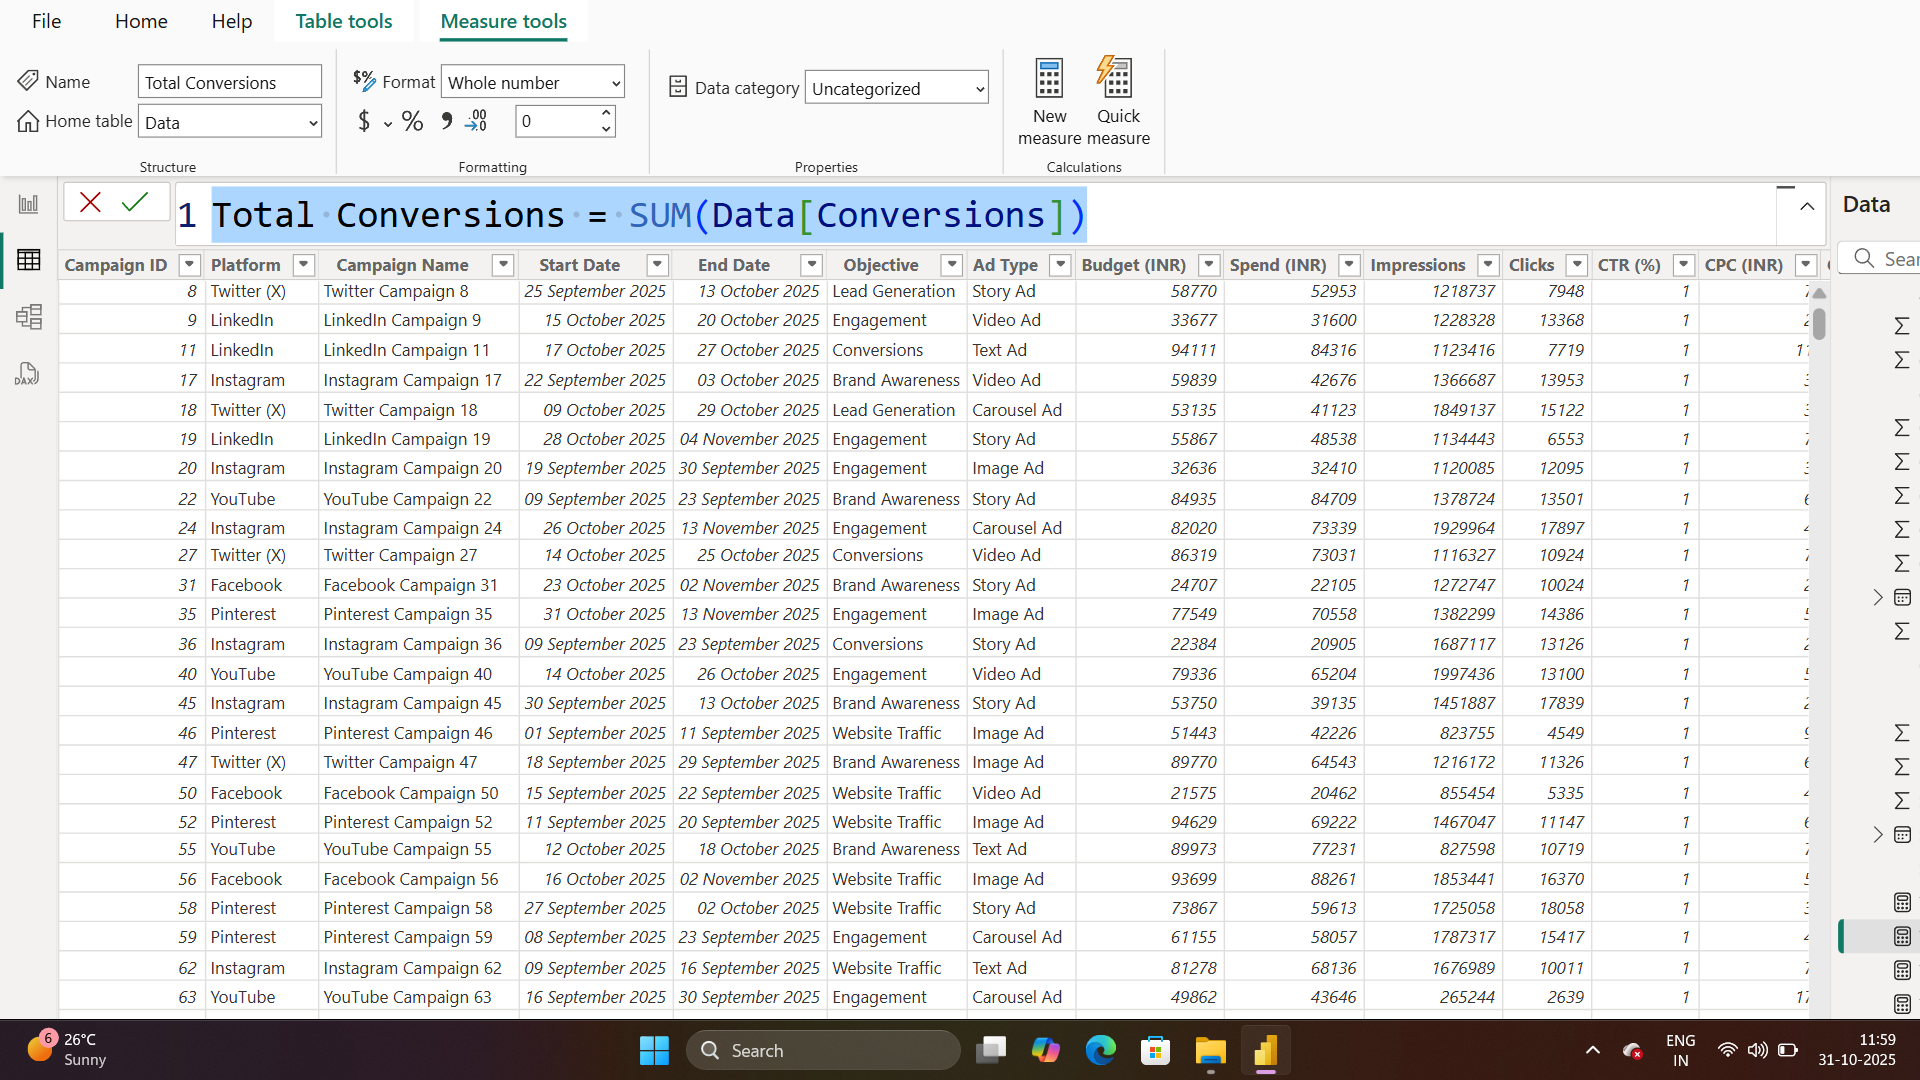 File Home Help Table tools Measure tools
Name Total Conversions
Home table Data
Structure
Format Whole number
$ % 0
Formatting
Data category Uncategorized
Properties
New measure
Quick measure
Calculations
1 Total Conversions = SUM(Data[Conversions])
Data
Campaign ID Platform Campaign Name Start Date End Date Objective Ad Type Budget (INR) Spend (INR) Impressions Clicks CTR (%) CPC (INR)
8 Twitter (X) Twitter Campaign 8 25 September 2025 13 October 2025 Lead Generation Story Ad 58770 52953 1218737 7948 1
9 LinkedIn LinkedIn Campaign 9 15 October 2025 20 October 2025 Engagement Video Ad 33677 31600 1228328 13368 1
11 LinkedIn LinkedIn Campaign 11 17 October 2025 27 October 2025 Conversions Text Ad 94111 84316 1123416 7719 1
17 Instagram Instagram Campaign 17 22 September 2025 03 October 2025 Brand Awareness Video Ad 59839 42676 1366687 13953 1
18 Twitter (X) Twitter Campaign 18 09 October 2025 29 October 2025 Lead Generation Carousel Ad 53135 41123 1849137 15122 1
19 LinkedIn LinkedIn Campaign 19 28 October 2025 04 November 2025 Engagement Story Ad 55867 48538 1134443 6553 1
20 Instagram Instagram Campaign 20 19 September 2025 30 September 2025 Engagement Image Ad 32636 32410 1120085 12095 1
22 YouTube YouTube Campaign 22 09 September 2025 23 September 2025 Brand Awareness Story Ad 84935 84709 1378724 13501 1
24 Instagram Instagram Campaign 24 26 October 2025 13 November 2025 Engagement Carousel Ad 82020 73339 1929964 17897 1
27 Twitter (X) Twitter Campaign 27 14 October 2025 25 October 2025 Conversions Video Ad 86319 73031 1116327 10924 1
31 Facebook Facebook Campaign 31 23 October 2025 02 November 2025 Brand Awareness Story Ad 24707 22105 1272747 10024 1
35 Pinterest Pinterest Campaign 35 31 October 2025 13 November 2025 Engagement Image Ad 77549 70558 1382299 14386 1
36 Instagram Instagram Campaign 36 09 September 2025 23 September 2025 Conversions Story Ad 22384 20905 1687117 13126 1
40 YouTube YouTube Campaign 40 14 October 2025 26 October 2025 Engagement Video Ad 79336 65204 1997436 13100 1
45 Instagram Instagram Campaign 45 30 September 2025 13 October 2025 Brand Awareness Story Ad 53750 39135 1451887 17839 1
46 Pinterest Pinterest Campaign 46 01 September 2025 11 September 2025 Website Traffic Image Ad 51443 42226 823755 4549 1
47 Twitter (X) Twitter Campaign 47 18 September 2025 29 September 2025 Brand Awareness Image Ad 89770 64543 1216172 11326 1
50 Facebook Facebook Campaign 50 15 September 2025 22 September 2025 Website Traffic Video Ad 21575 20462 855454 5335 1
52 Pinterest Pinterest Campaign 52 11 September 2025 20 September 2025 Website Traffic Image Ad 94629 69222 1467047 11147 1
55 YouTube YouTube Campaign 55 12 October 2025 18 October 2025 Brand Awareness Text Ad 89973 77231 827598 10719 1
56 Facebook Facebook Campaign 56 16 October 2025 02 November 2025 Website Traffic Image Ad 93699 88261 1853441 16370 1
58 Pinterest Pinterest Campaign 58 27 September 2025 02 October 2025 Website Traffic Story Ad 73867 59613 1725058 18058 1
59 Pinterest Pinterest Campaign 59 08 September 2025 23 September 2025 Engagement Carousel Ad 61155 58057 1787317 15417 1
62 Instagram Instagram Campaign 62 09 September 2025 16 September 2025 Website Traffic Text Ad 81278 68136 1676989 10011 1
63 YouTube YouTube Campaign 63 16 September 2025 30 September 2025 Engagement Carousel Ad 49862 43646 265244 2639 1
DAX
6 26°C
Sunny
Search
ENG
IN
11:59
31-10-2025